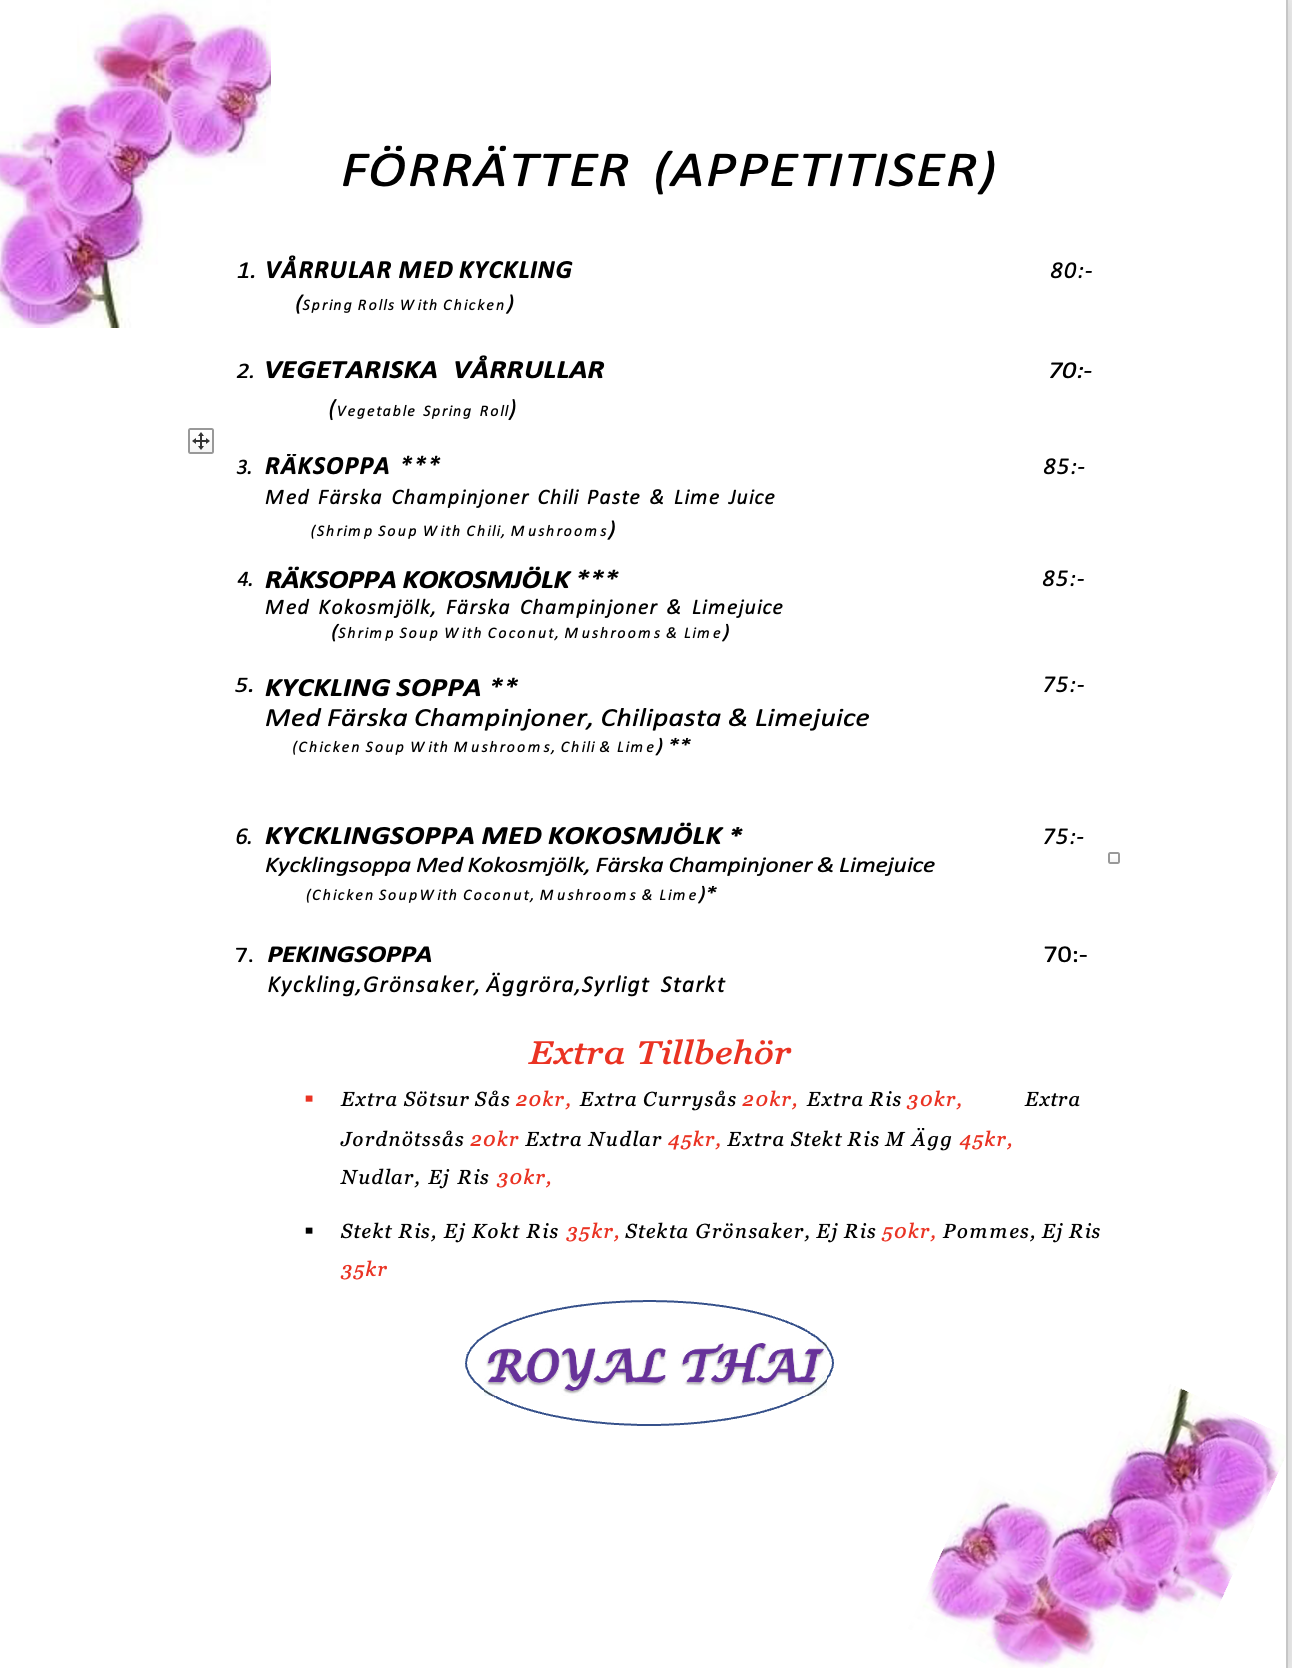 FÖRRÄTTER (APPETITISER)
1. VÅRRULAR MED KYCKLING 80:-
(Spring Rolls With Chicken)
2. VEGETARISKA VÅRRULLAR 70:-
(Vegetable Spring Roll)
3. RÄKSOPPA *** 85:-
Med Färska Champinjoner Chili Paste & Lime Juice
(Shrimp Soup With Chili, Mushrooms)
4. RÄKSOPPA KOKOSMJÖLK *** 85:-
Med Kokosmjölk, Färska Champinjoner & Limejuice
(Shrimp Soup With Coconut, Mushrooms & Lime)
5. KYCKLING SOPPA ** 75:-
Med Färska Champinjoner, Chilipasta & Limejuice
(Chicken Soup With Mushrooms, Chili & Lime) **
6. KYCKLINGSOPPA MED KOKOSMJÖLK * 75:-
Kycklingsoppa Med Kokosmjölk, Färska Champinjoner & Limejuice
(Chicken SoupWith Coconut, Mushrooms & Lime)*
7. PEKINGSOPPA 70:-
Kyckling,Grönsaker, Äggröra,Syrligt Starkt
Extra Tillbehör
▪ Extra Sötsur Sås 20kr, Extra Currysås 20kr, Extra Ris 30kr, Extra
Jordnötssås 20kr Extra Nudlar 45kr, Extra Stekt Ris M Ägg 45kr,
Nudlar, Ej Ris 30kr,
▪ Stekt Ris, Ej Kokt Ris 35kr, Stekta Grönsaker, Ej Ris 50kr, Pommes, Ej Ris
35kr
ROYAL THAI